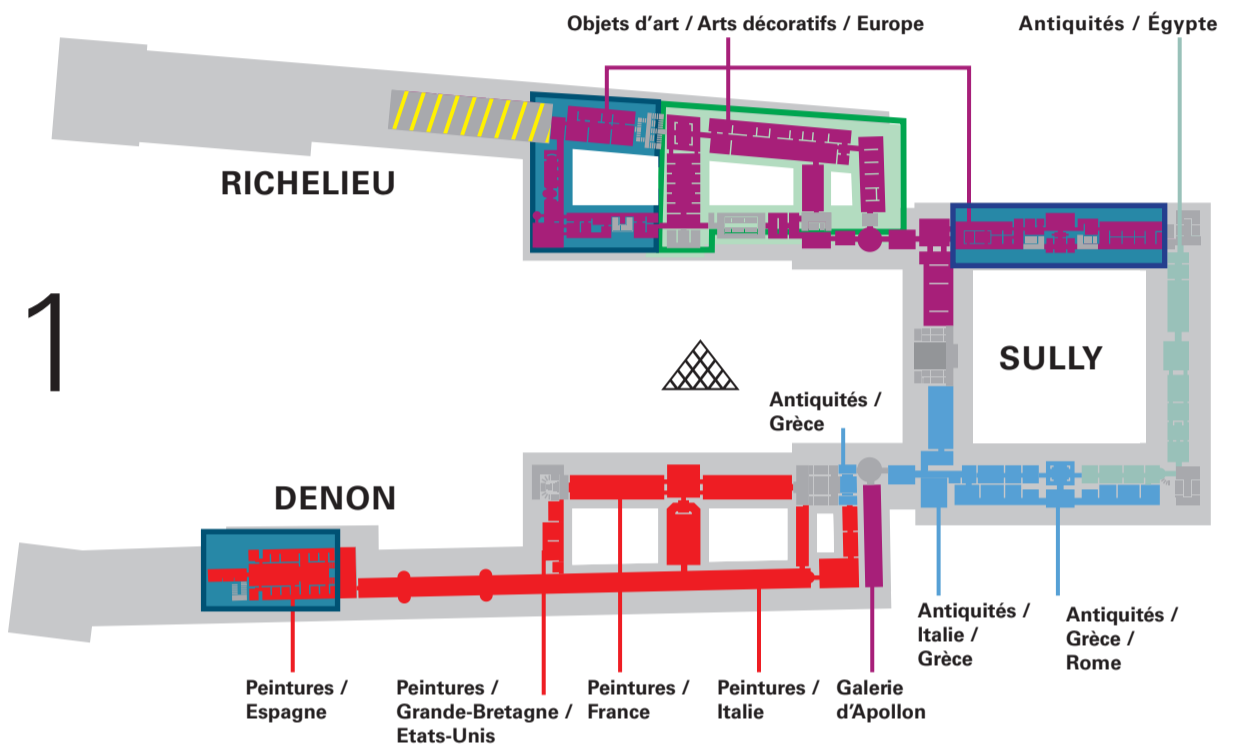 Objets d'art / Arts décoratifs / Europe
Antiquités / Égypte
RICHELIEU
1
SULLY
Antiquités /
Grèce
DENON
Antiquités /
Italie /
Grèce
Antiquités /
Grèce /
Rome
Peintures /
Espagne
Peintures /
Grande-Bretagne /
Etats-Unis
Peintures /
France
Peintures /
Italie
Galerie
d'Apollon